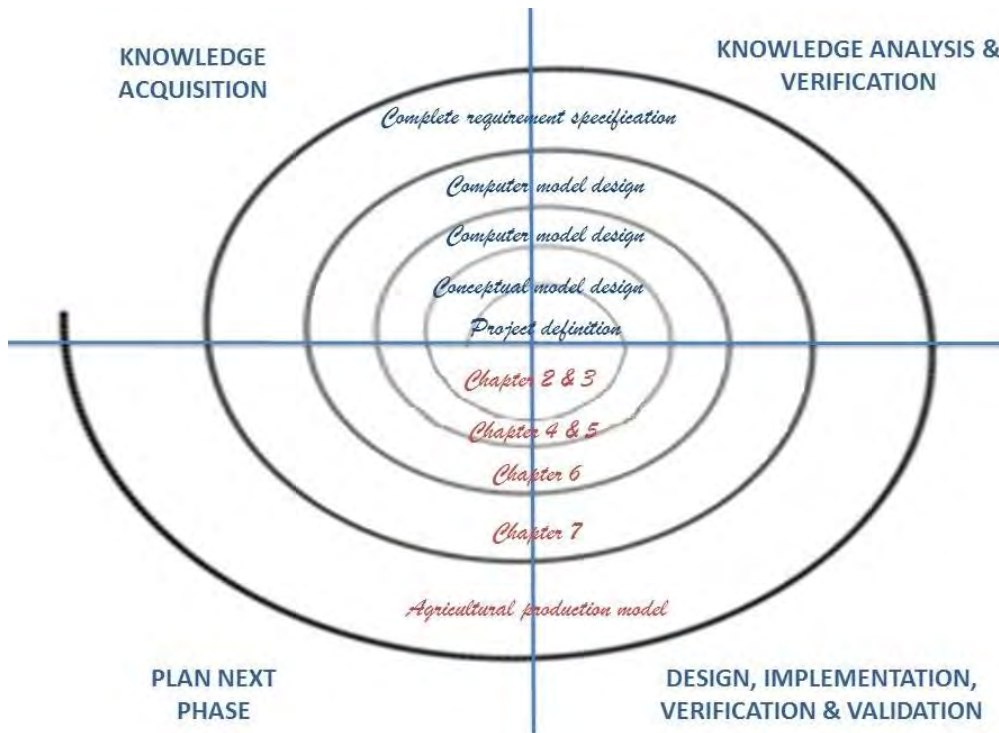 KNOWLEDGE
ACQUISITION
KNOWLEDGE ANALYSIS &
VERIFICATION
Complete requirement specification
Computer model design
Computer model design
Conceptual model design
Project definition
Chapter 2 & 3
Chapter 4 & 5
Chapter 6
Chapter 7
Agricultural production model
PLAN NEXT
PHASE
DESIGN, IMPLEMENTATION,
VERIFICATION & VALIDATION